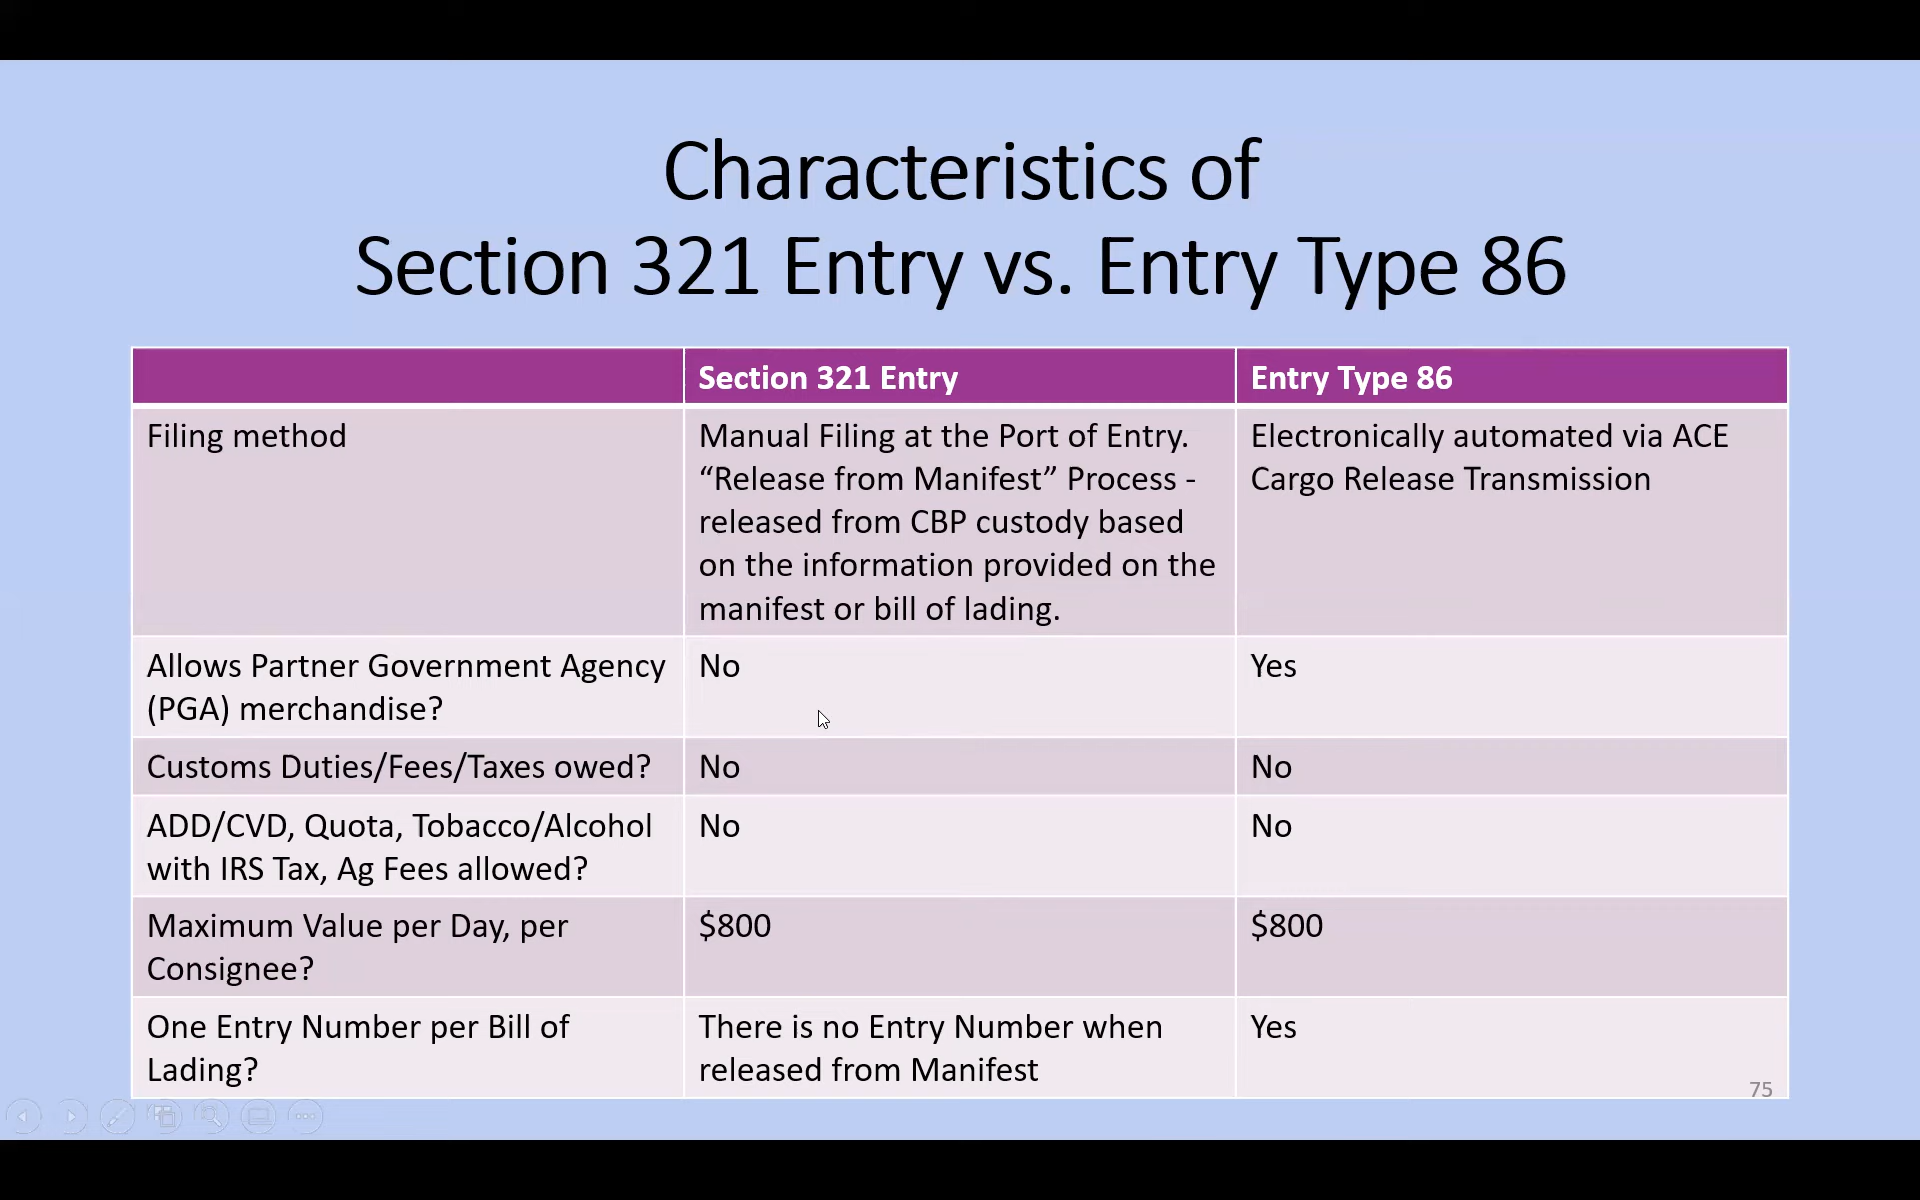 Characteristics of
Section 321 Entry vs. Entry Type 86
Section 321 Entry
Entry Type 86
Filing method
Manual Filing at the Port of Entry.
“Release from Manifest” Process -
released from CBP custody based
on the information provided on the
manifest or bill of lading.
Electronically automated via ACE
Cargo Release Transmission
Allows Partner Government Agency
(PGA) merchandise?
No
Yes
Customs Duties/Fees/Taxes owed?
No
No
ADD/CVD, Quota, Tobacco/Alcohol
with IRS Tax, Ag Fees allowed?
No
No
Maximum Value per Day, per
Consignee?
$800
$800
One Entry Number per Bill of
Lading?
There is no Entry Number when
released from Manifest
Yes
75